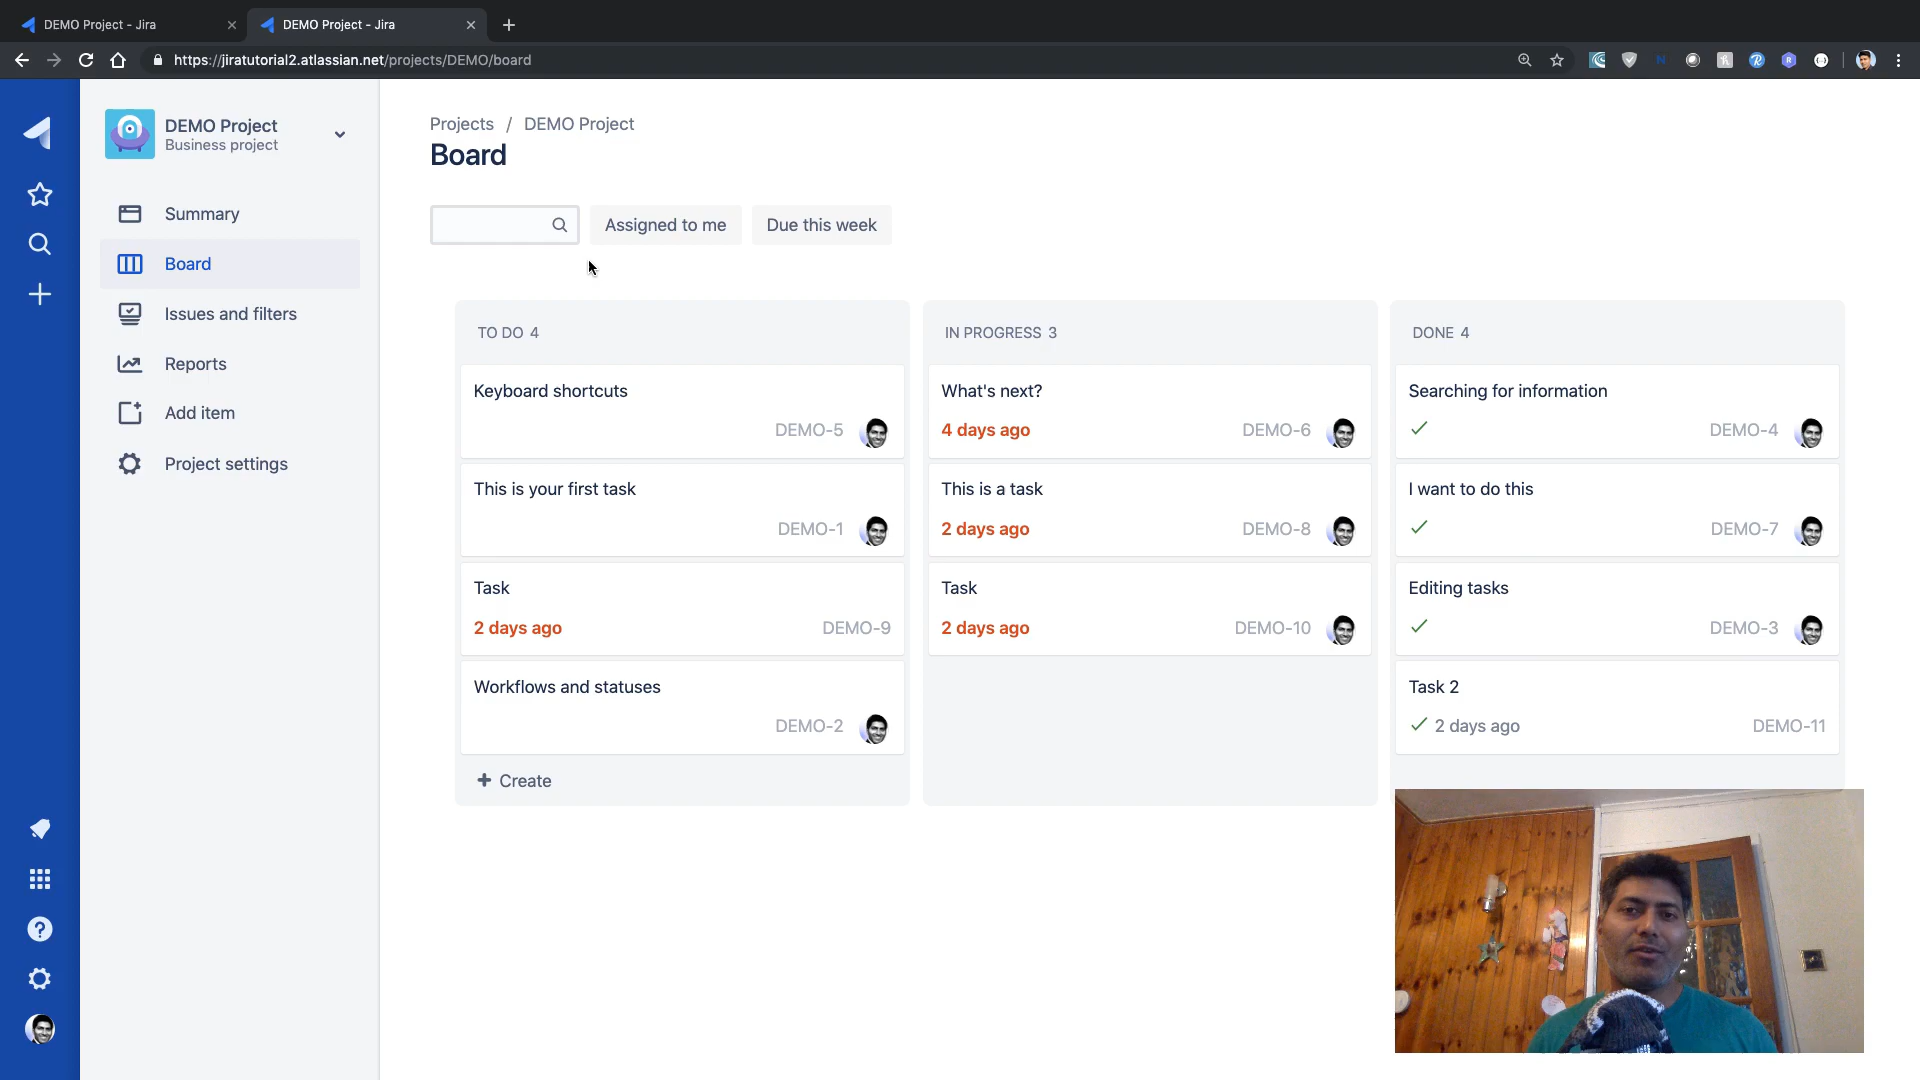 DEMO Project - Jira
DEMO Project - Jira
https://jiratutorial2.atlassian.net/projects/DEMO/board
DEMO Project
Business project
Summary
Board
Issues and filters
Reports
Add item
Project settings
Projects / DEMO Project
Board
Assigned to me
Due this week
TO DO 4
Keyboard shortcuts
DEMO-5
This is your first task
DEMO-1
Task
2 days ago DEMO-9
Workflows and statuses
DEMO-2
+ Create
IN PROGRESS 3
What's next?
4 days ago DEMO-6
This is a task
2 days ago DEMO-8
Task
2 days ago DEMO-10
DONE 4
Searching for information
DEMO-4
I want to do this
DEMO-7
Editing tasks
DEMO-3
Task 2
2 days ago DEMO-11